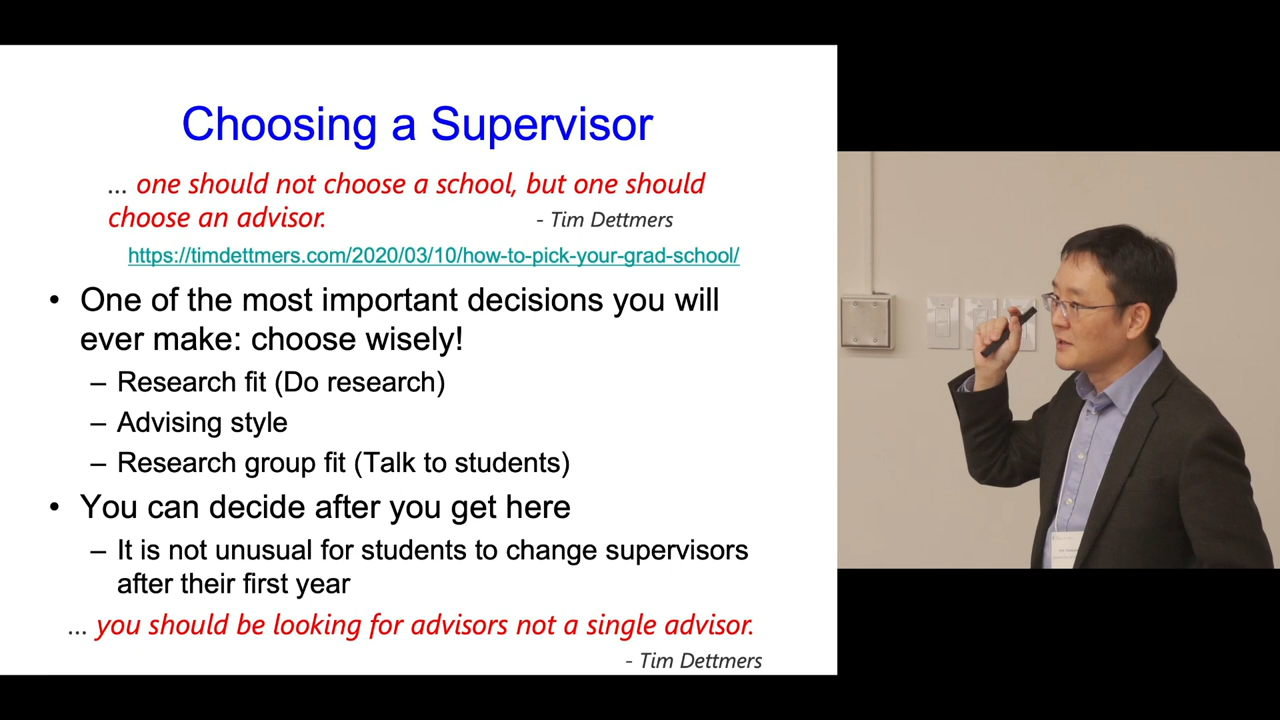 Choosing a Supervisor
... one should not choose a school, but one should
choose an advisor. - Tim Dettmers
https://timdettmers.com/2020/03/10/how-to-pick-your-grad-school/
• One of the most important decisions you will
ever make: choose wisely!
– Research fit (Do research)
– Advising style
– Research group fit (Talk to students)
• You can decide after you get here
– It is not unusual for students to change supervisors
after their first year
... you should be looking for advisors not a single advisor.
- Tim Dettmers